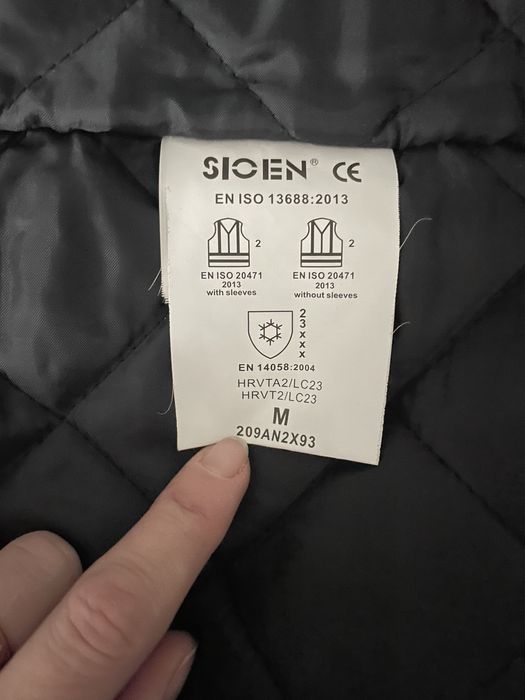 SIOEN® CE
EN ISO 13688:2013
2 2
EN ISO 20471 EN ISO 20471
2013 2013
with sleeves without sleeves
2
3
x
x
x
EN 14058:2004
HRVTA2/LC23
HRVT2/LC23
M
209AN2X93